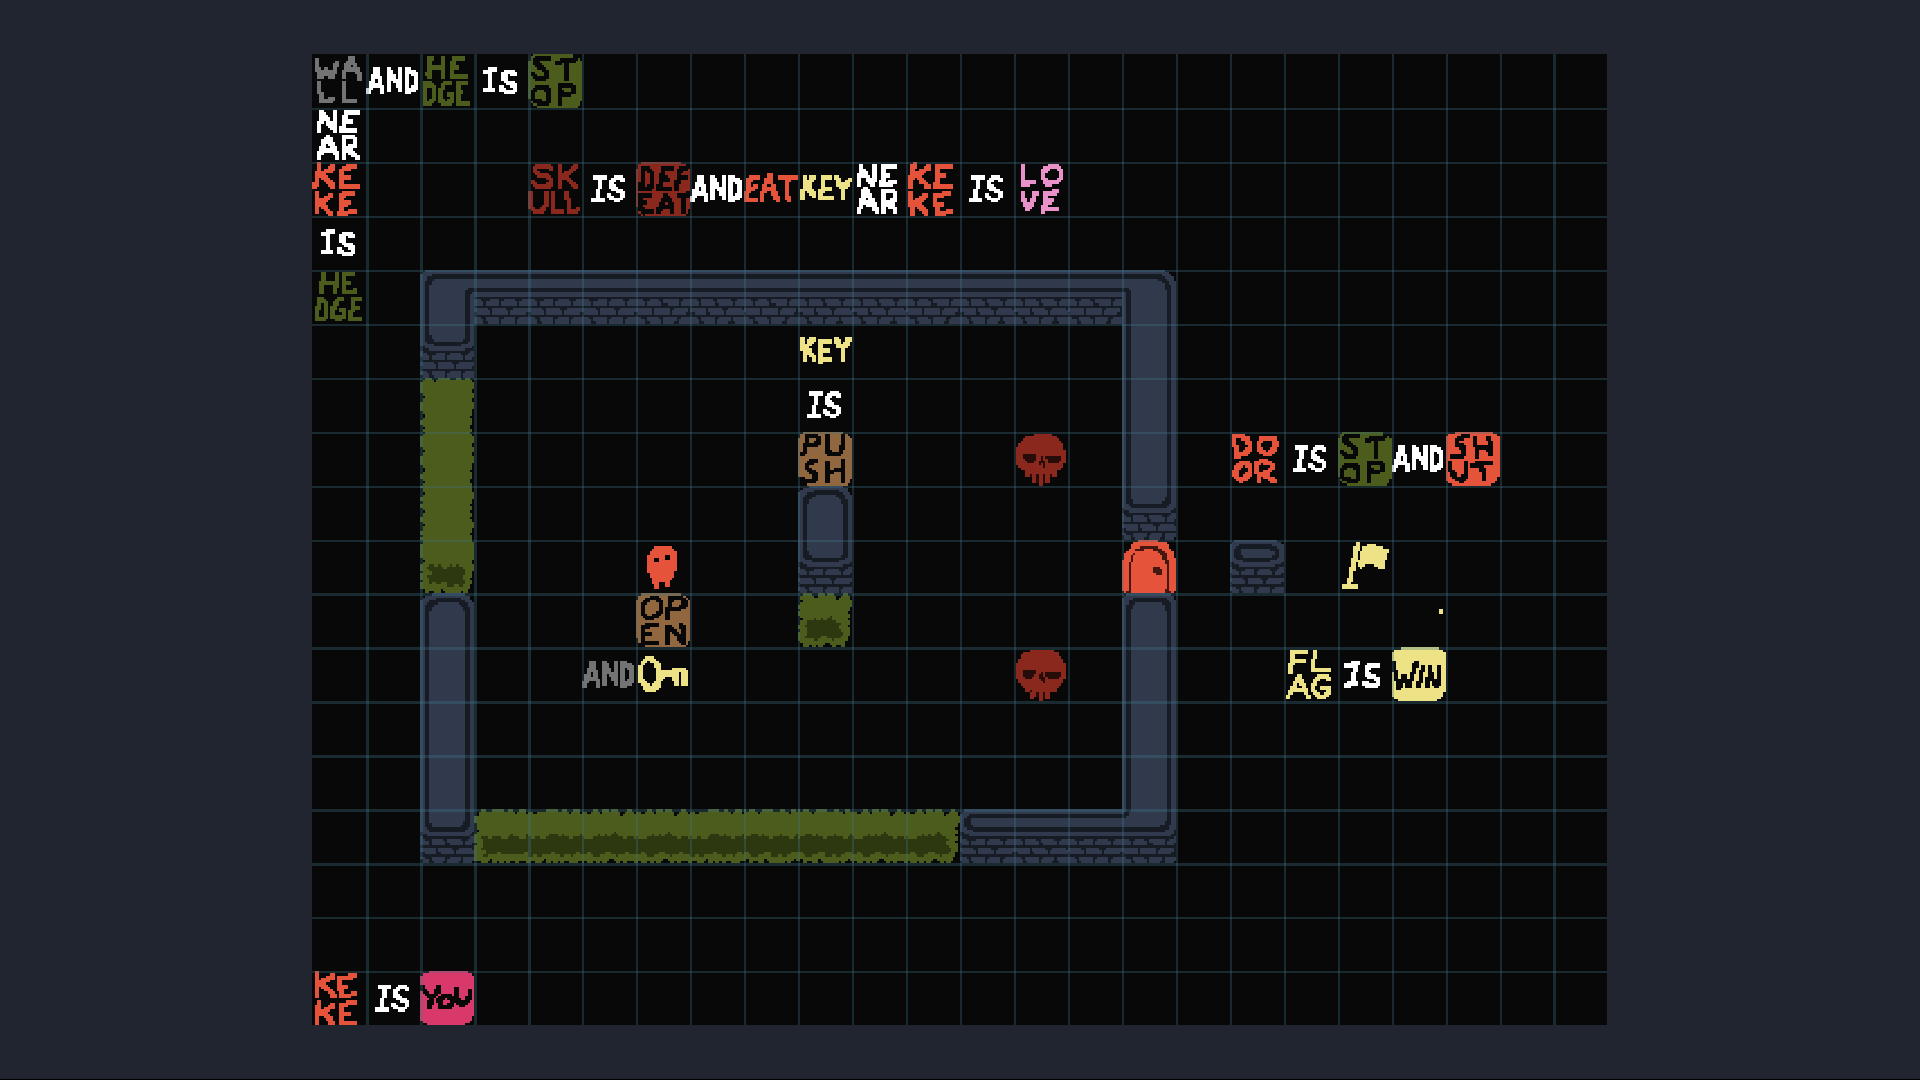 WALL AND HEDGE IS STOP
NEAR
KEKE
SKULL IS DEFEAT AND EAT KEY NEAR KEKE IS LOVE
IS
HEDGE
KEY
IS
PUSH
DOOR IS STOP AND SHUT
OPEN
AND
FLAG IS WIN
KEKE IS YOU